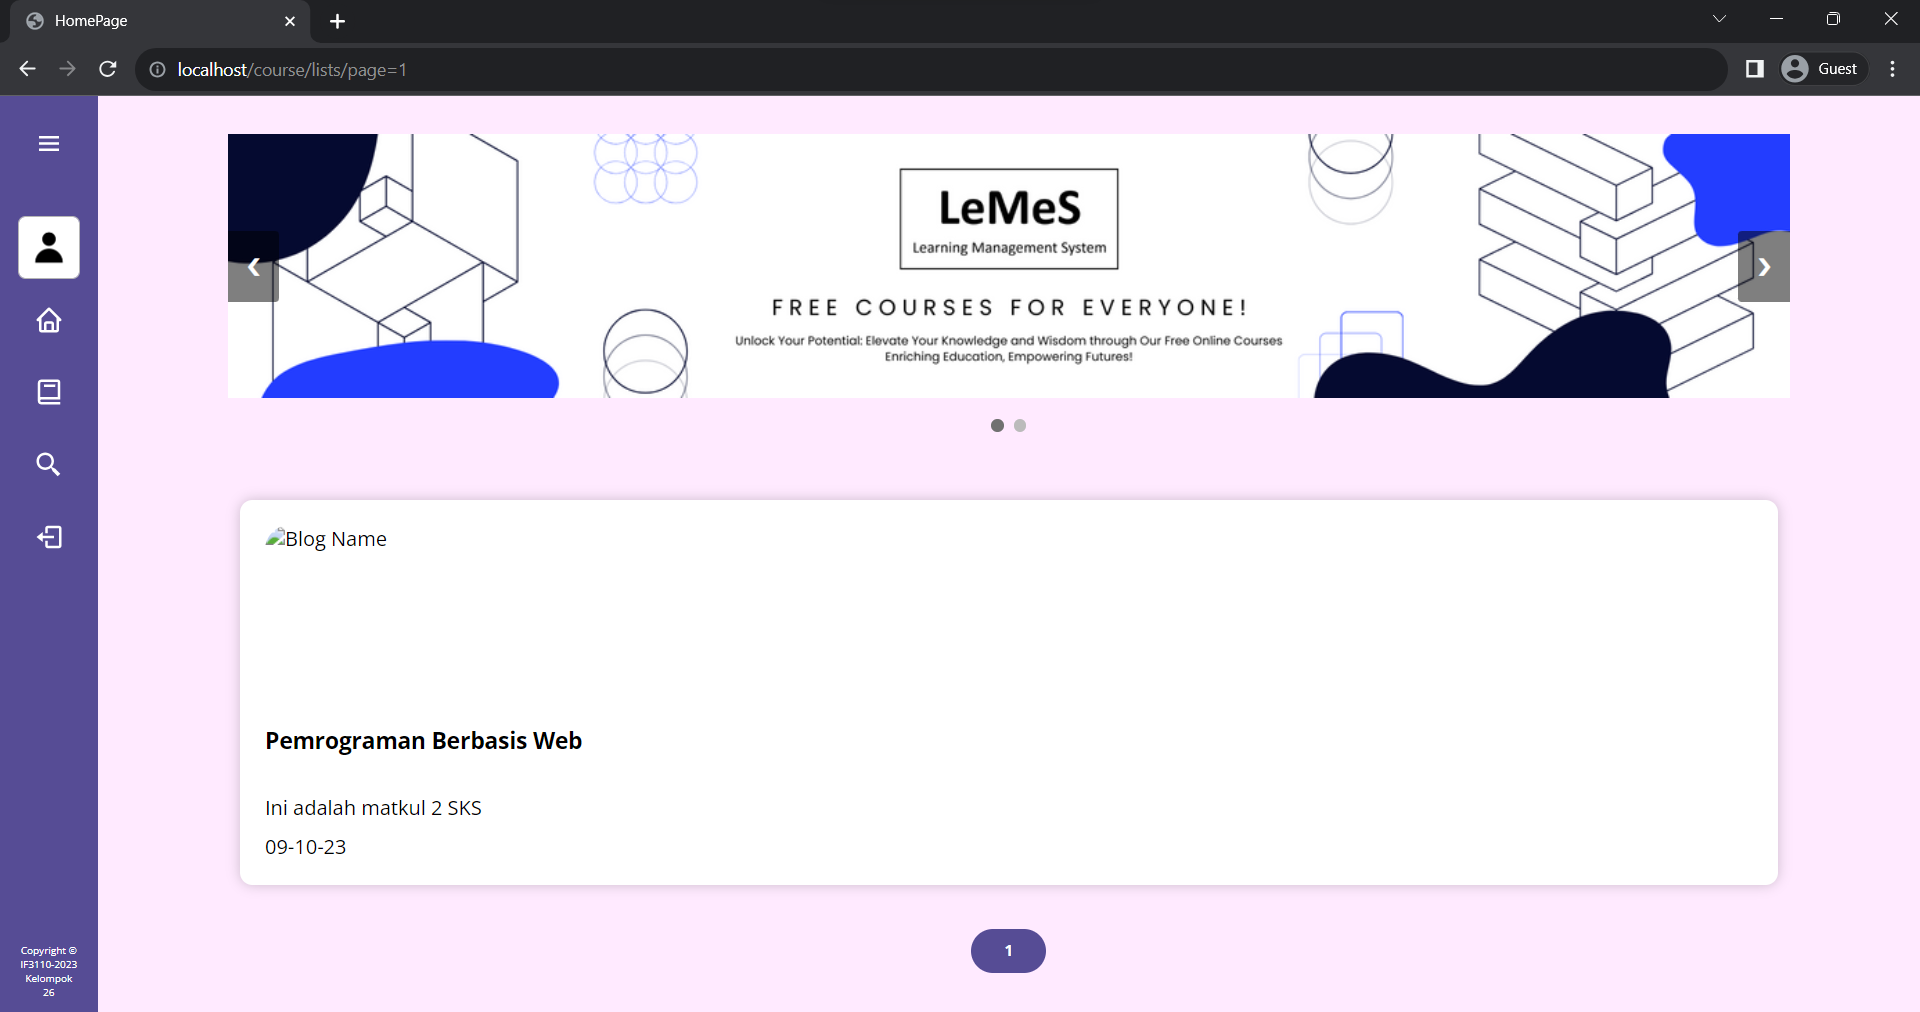 HomePage
localhost/course/lists/page=1
Guest
LeMeS
Learning Management System
FREE COURSES FOR EVERYONE!
Unlock Your Potential: Elevate Your Knowledge and Wisdom through Our Free Online Courses
Enriching Education, Empowering Futures!
Blog Name
Pemrograman Berbasis Web
Ini adalah matkul 2 SKS
09-10-23
1
Copyright ©
IF3110-2023
Kelompok
26